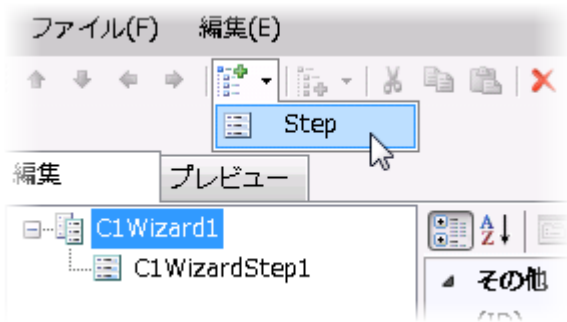 ファイル(F) 編集(E)
Step
編集 プレビュー
C1Wizard1
C1WizardStep1
その他
(ID)